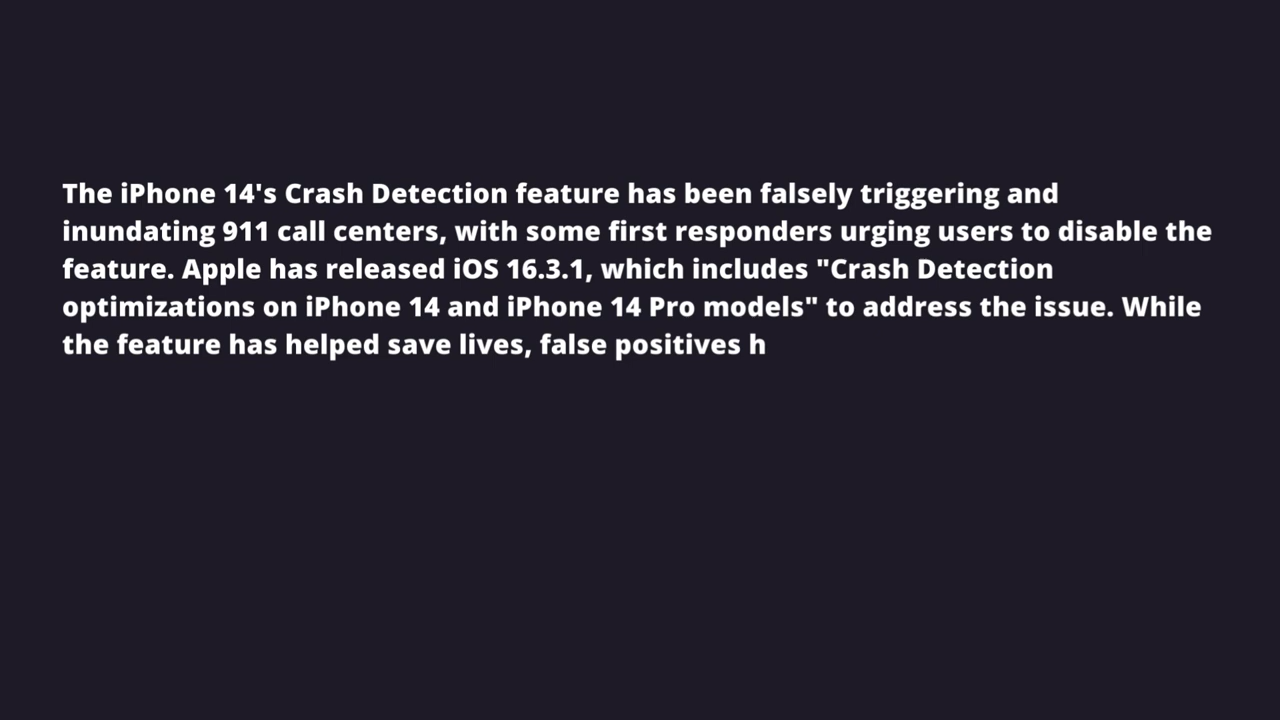 The iPhone 14's Crash Detection feature has been falsely triggering and
inundating 911 call centers, with some first responders urging users to disable the
feature. Apple has released iOS 16.3.1, which includes "Crash Detection
optimizations on iPhone 14 and iPhone 14 Pro models" to address the issue. While
the feature has helped save lives, false positives h